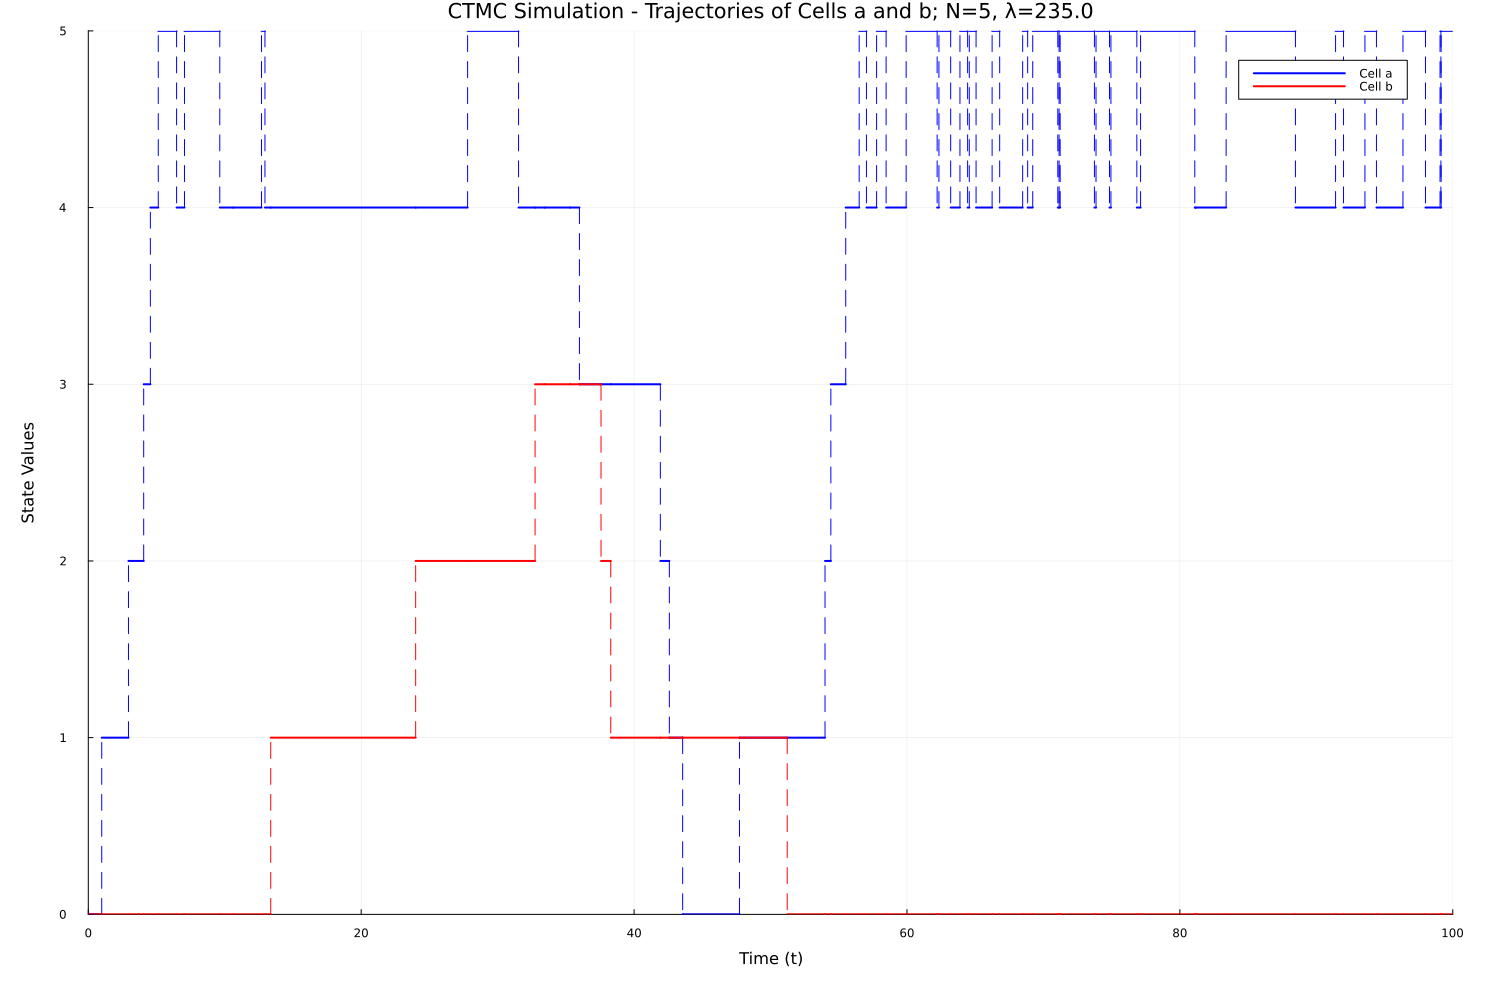 CTMC Simulation - Trajectories of Cells a and b; N=5, λ=235.0
Cell a
Cell b
State Values
5
4
3
2
1
0
0 20 40 60 80 100
Time (t)